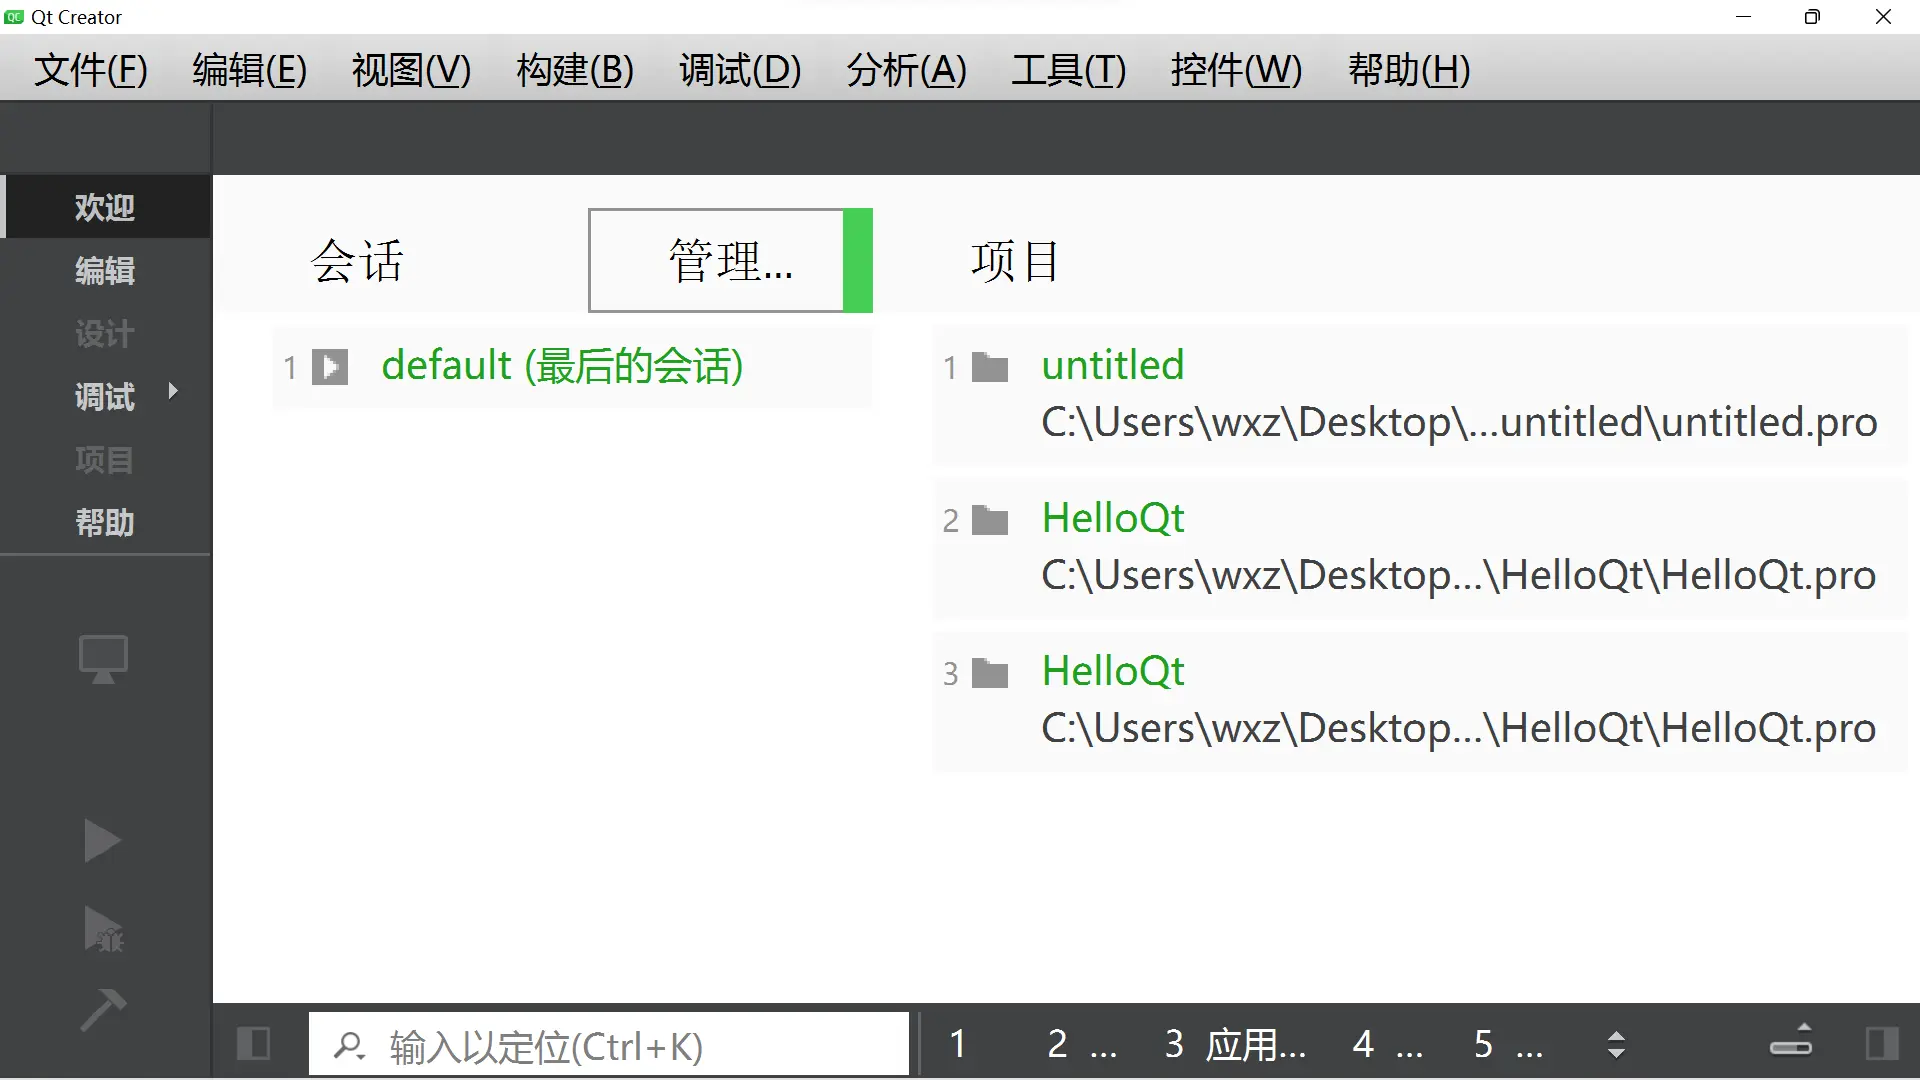 Qt Creator
文件(F) 编辑(E) 视图(V) 构建(B) 调试(D) 分析(A) 工具(T) 控件(W) 帮助(H)
欢迎
编辑
设计
调试
项目
帮助
会话 管理...
1 default (最后的会话)
项目
1 untitled
C:\Users\wxz\Desktop\...untitled\untitled.pro
2 HelloQt
C:\Users\wxz\Desktop...\HelloQt\HelloQt.pro
3 HelloQt
C:\Users\wxz\Desktop...\HelloQt\HelloQt.pro
输入以定位(Ctrl+K) 1 2 ... 3 应用... 4 ... 5 ...